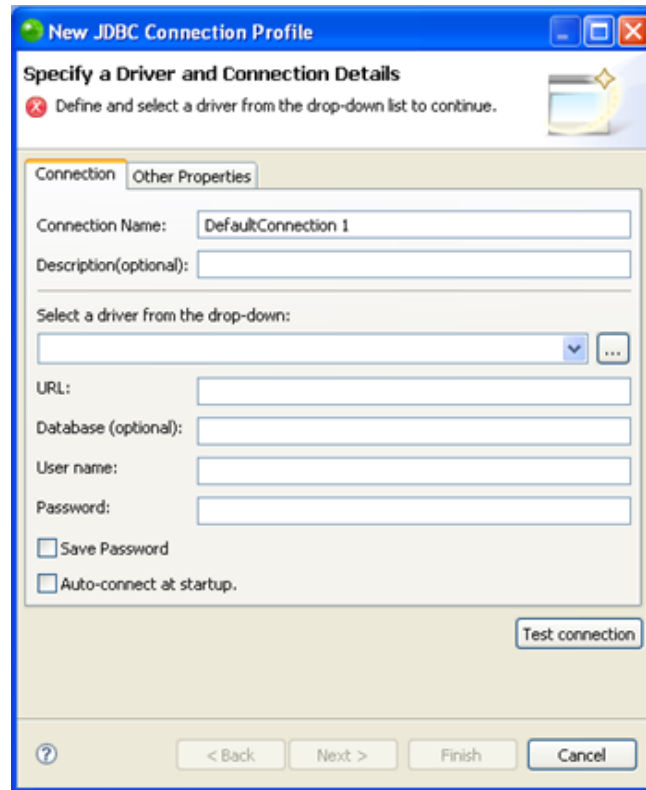 New JDBC Connection Profile
Specify a Driver and Connection Details
Define and select a driver from the drop-down list to continue.
Connection Other Properties
Connection Name: DefaultConnection 1
Description(optional):
Select a driver from the drop-down:
...
URL:
Database (optional):
User name:
Password:
Save Password
Auto-connect at startup.
Test connection
? < Back Next > Finish Cancel